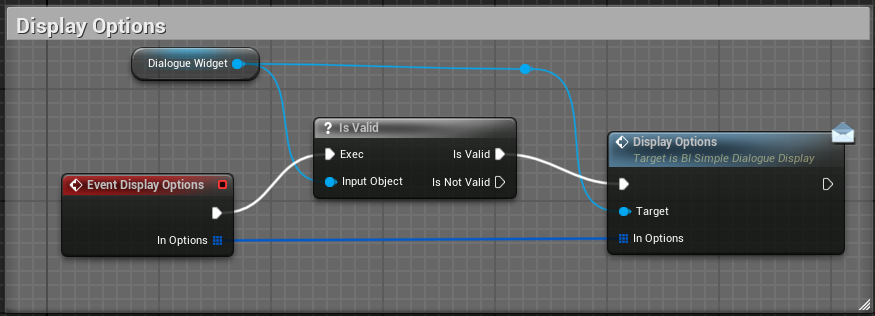 Display Options
Dialogue Widget
? Is Valid
Exec
Is Valid
Input Object
Is Not Valid
Event Display Options
In Options
Display Options
Target is BI Simple Dialogue Display
Target
In Options